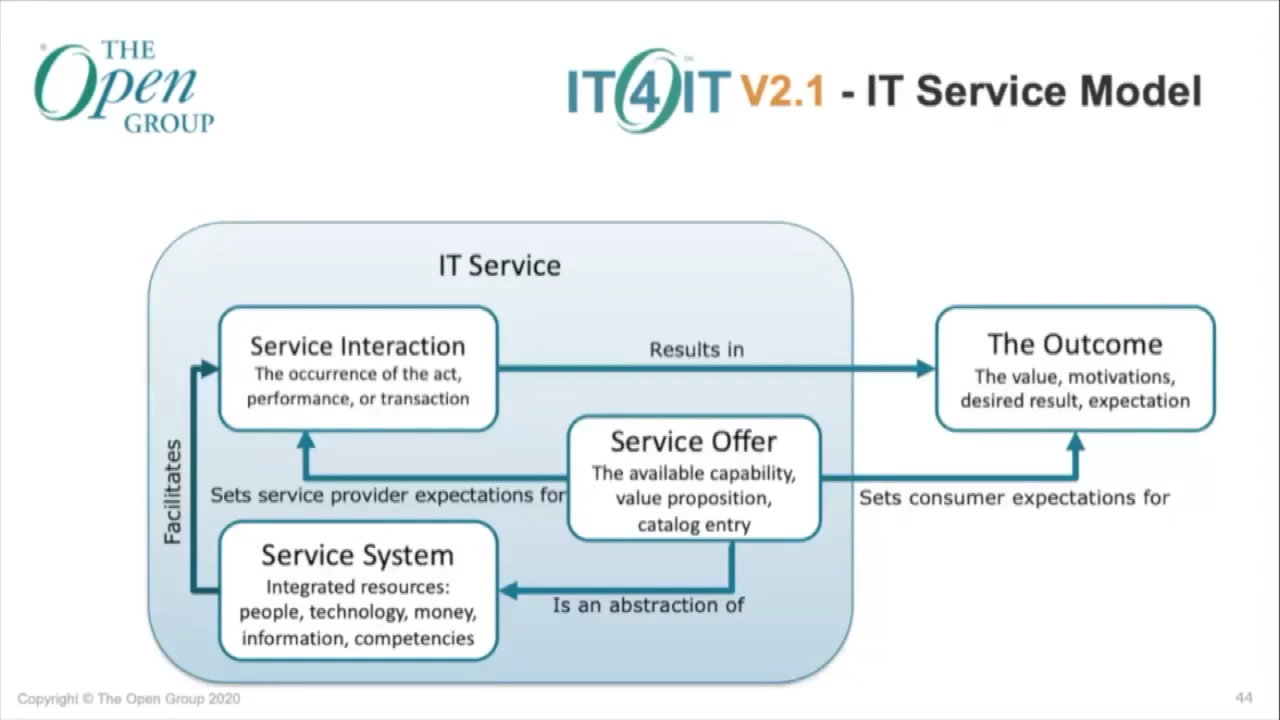 THE
Open
GROUP
IT4IT™ V2.1 - IT Service Model
IT Service
Service Interaction
The occurrence of the act,
performance, or transaction
Results in
The Outcome
The value, motivations,
desired result, expectation
Service Offer
The available capability,
value proposition,
catalog entry
Facilitates
Sets service provider expectations for
Sets consumer expectations for
Service System
Integrated resources:
people, technology, money,
information, competencies
Is an abstraction of
Copyright © The Open Group 2020
44